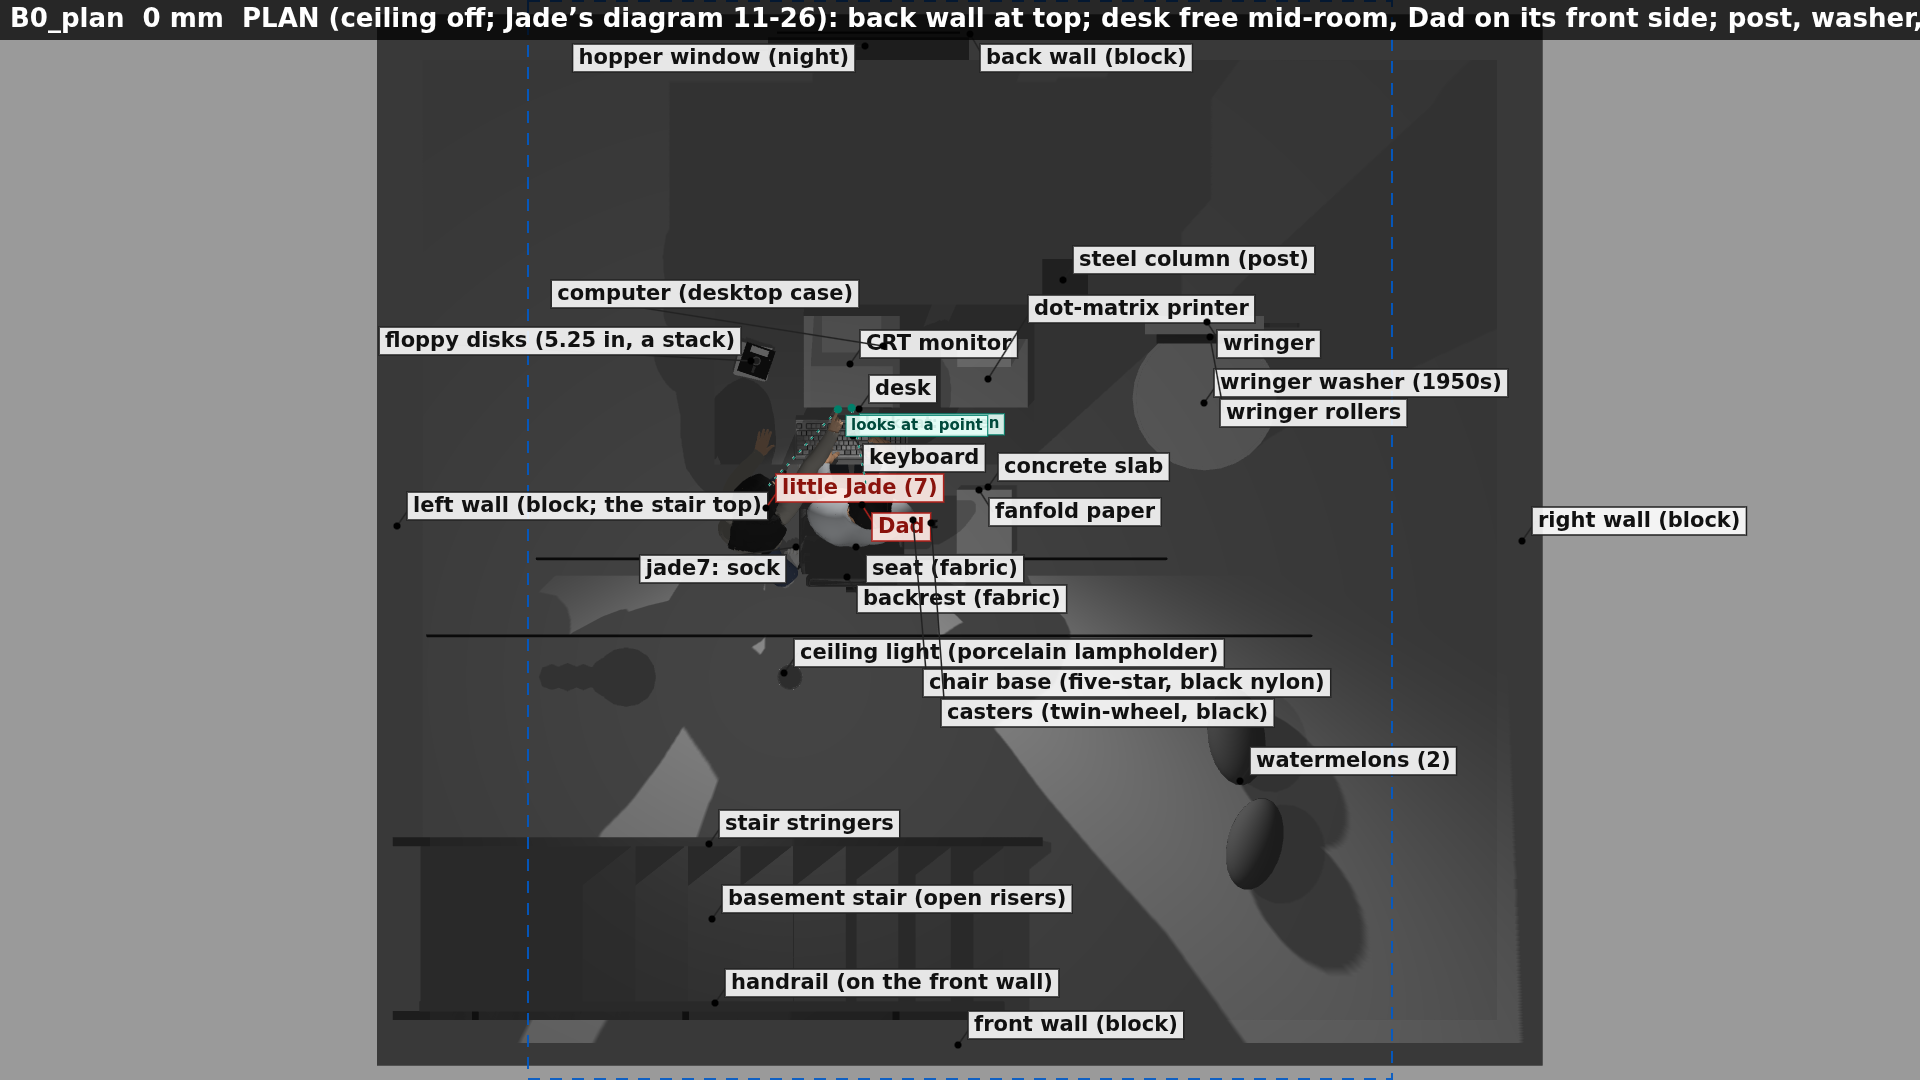 B0_plan 0 mm PLAN (ceiling off; Jade’s diagram 11-26): back wall at top; desk free mid-room, Dad on its front side; post, washer,
hopper window (night)
back wall (block)
steel column (post)
computer (desktop case)
dot-matrix printer
floppy disks (5.25 in, a stack)
CRT monitor
wringer
desk
wringer washer (1950s)
wringer rollers
looks at a point
keyboard
concrete slab
little Jade (7)
left wall (block; the stair top)
fanfold paper
right wall (block)
Dad
jade7: sock
seat (fabric)
backrest (fabric)
ceiling light (porcelain lampholder)
chair base (five-star, black nylon)
casters (twin-wheel, black)
watermelons (2)
stair stringers
basement stair (open risers)
handrail (on the front wall)
front wall (block)